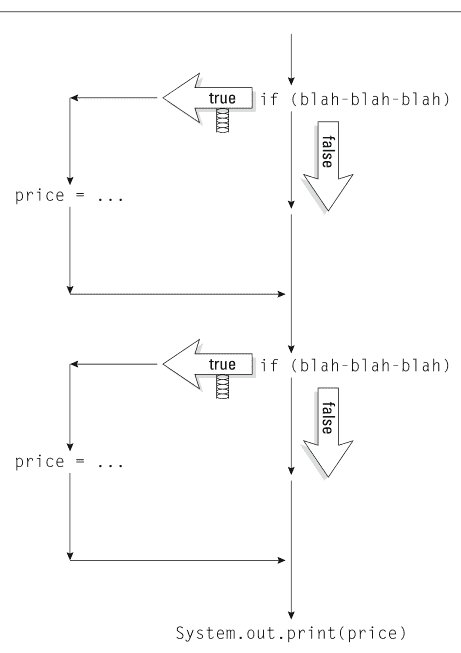 true if (blah-blah-blah)
false
price = ...
true if (blah-blah-blah)
false
price = ...
System.out.print(price)